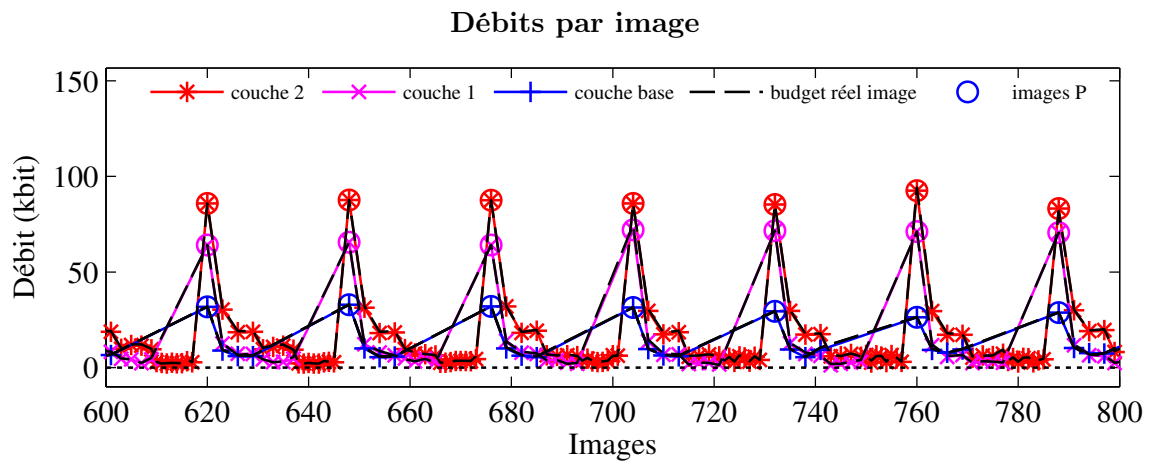 Débits par image
150
couche 2 couche 1 couche base budget réel image images P
100
50
0
Débit (kbit)
600 620 640 660 680 700 720 740 760 780 800
Images